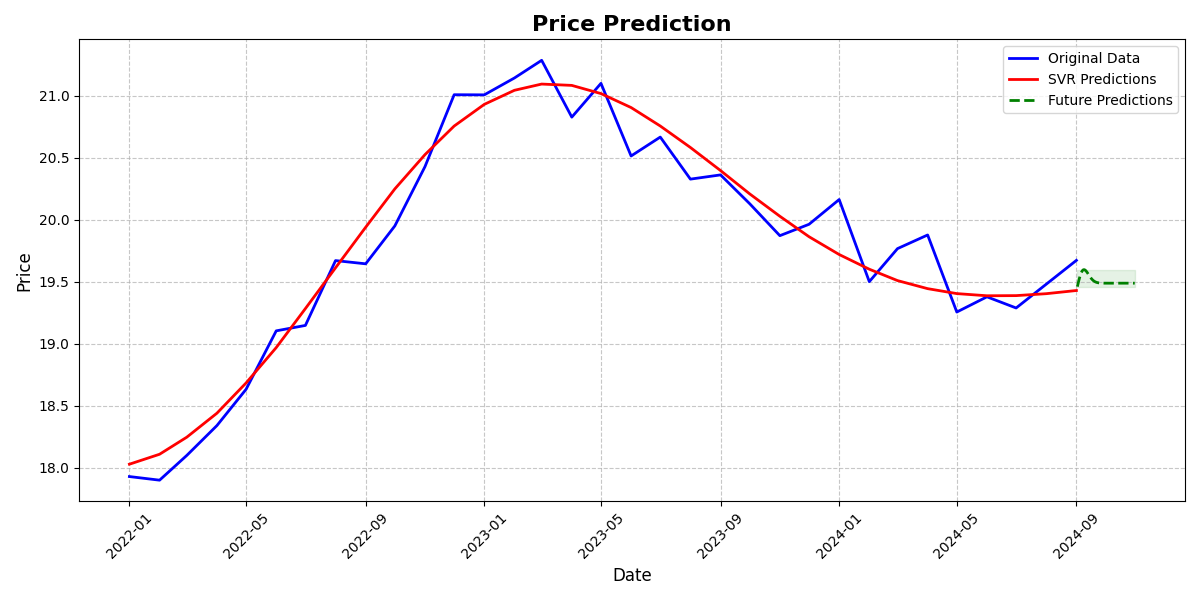 Price Prediction
Original Data
SVR Predictions
Future Predictions
Price
21.0
20.5
20.0
19.5
19.0
18.5
18.0
2022-01
2022-05
2022-09
2023-01
2023-05
2023-09
2024-01
2024-05
2024-09
Date